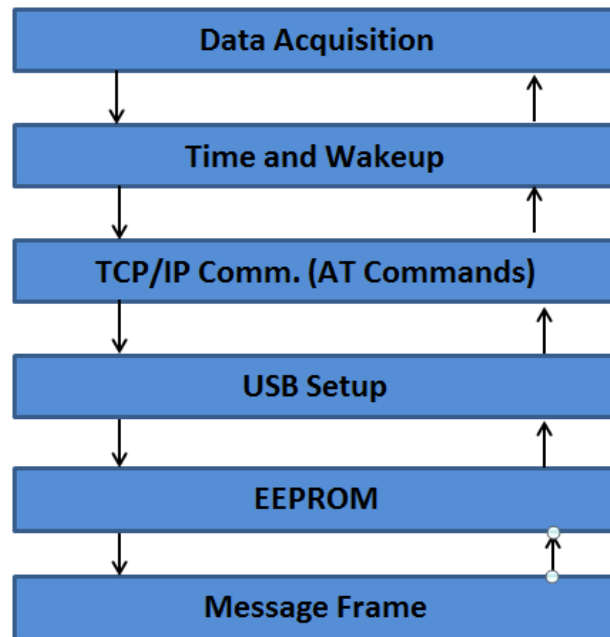 Data Acquisition
Time and Wakeup
TCP/IP Comm. (AT Commands)
USB Setup
EEPROM
Message Frame